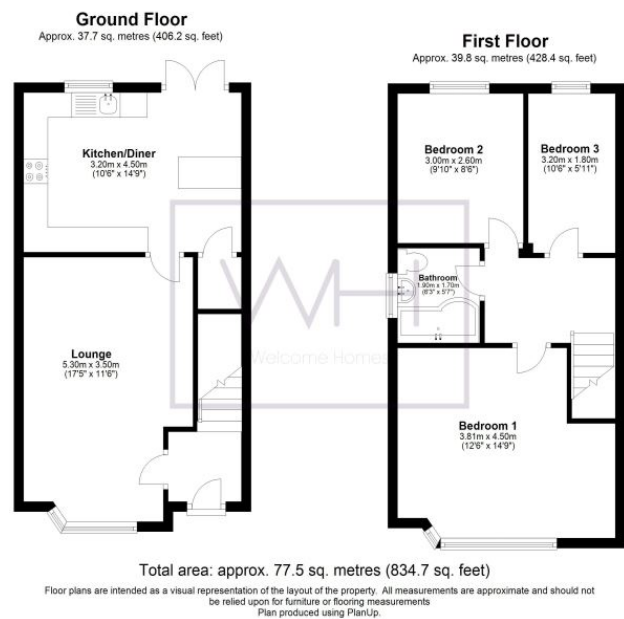 Ground Floor
Approx. 37.7 sq. metres (406.2 sq. feet)
Kitchen/Diner
3.20m x 4.50m
(10'6" x 14'9")
Lounge
5.30m x 3.50m
(17'5" x 11'6")
First Floor
Approx. 39.8 sq. metres (428.4 sq. feet)
Bedroom 2
3.00m x 2.60m
(9'10" x 8'6")
Bedroom 3
3.20m x 1.80m
(10'6" x 5'11")
Bathroom
1.90m x 1.70m
(6'3" x 5'7")
Bedroom 1
3.81m x 4.50m
(12'6" x 14'9")
WH
Welcome Homes
Total area: approx. 77.5 sq. metres (834.7 sq. feet)
Floor plans are intended as a visual representation of the layout of the property. All measurements are approximate and should not
be relied upon for furniture or flooring measurements
Plan produced using PlanUp.